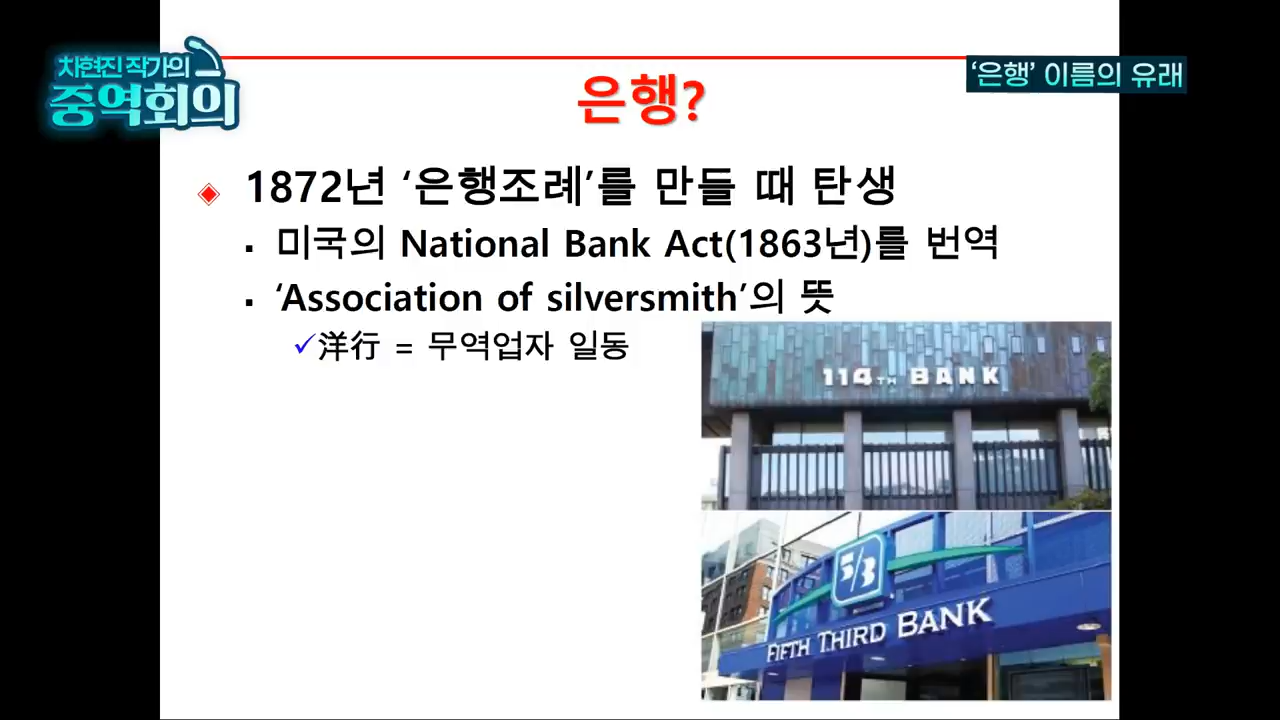 차현진 작가의
중역회의
'은행' 이름의 유래
은행?
1872년 ‘은행조례’를 만들 때 탄생
미국의 National Bank Act(1863년)를 번역
‘Association of silversmith’의 뜻
洋行 = 무역업자 일동
114TH BANK
5/3
FIFTH THIRD BANK